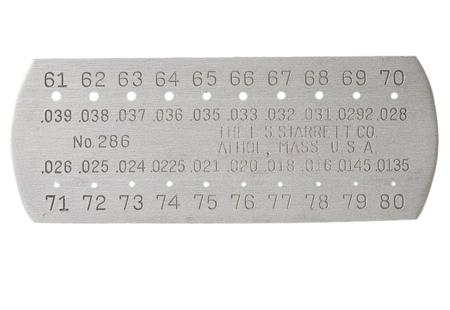 61 62 63 64 65 66 67 68 69 70
.039 .038 .037 .036 .035 .033 .032 .031 .0292 .028
No. 286
THE L.S. STARRETT CO.
ATHOL, MASS. U.S.A.
.026 .025 .024 .0225 .021 .020 .018 .016 .0145 .0135
71 72 73 74 75 76 77 78 79 80